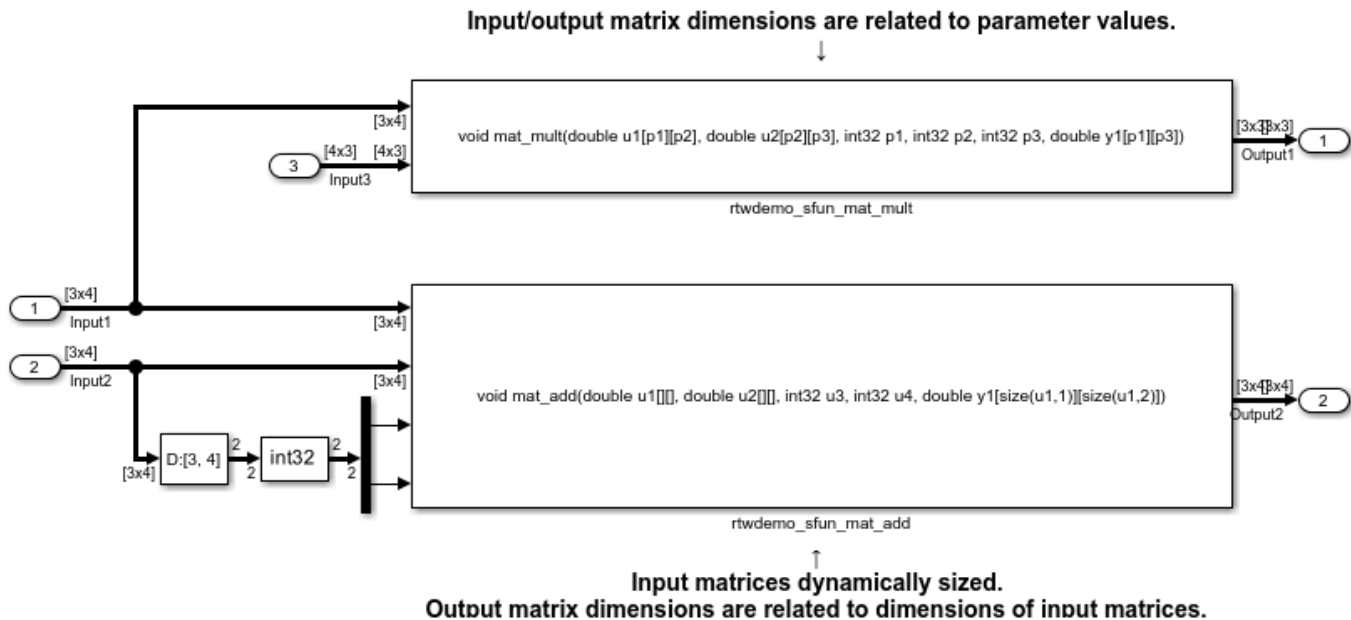 Input/output matrix dimensions are related to parameter values.
↓
[3x4]
void mat_mult(double u1[p1][p2], double u2[p2][p3], int32 p1, int32 p2, int32 p3, double y1[p1][p3])
[3x3][3x3]
1
Output1
3
[4x3]
[4x3]
Input3
rtwdemo_sfun_mat_mult
1
[3x4]
Input1
[3x4]
2
[3x4]
Input2
[3x4]
void mat_add(double u1[][], double u2[][], int32 u3, int32 u4, double y1[size(u1,1)][size(u1,2)])
[3x4][3x4]
2
Output2
[3x4]
D:[3, 4]
2
2
int32
2
2
rtwdemo_sfun_mat_add
↑
Input matrices dynamically sized.
Output matrix dimensions are related to dimensions of input matrices.